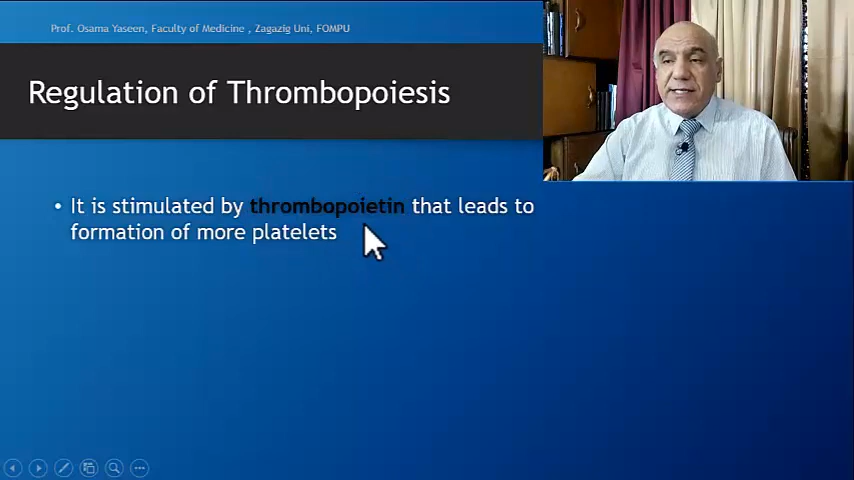 Prof. Osama Yaseen, Faculty of Medicine , Zagazig Uni, FOMPU
Regulation of Thrombopoiesis
• It is stimulated by thrombopoietin that leads to
formation of more platelets